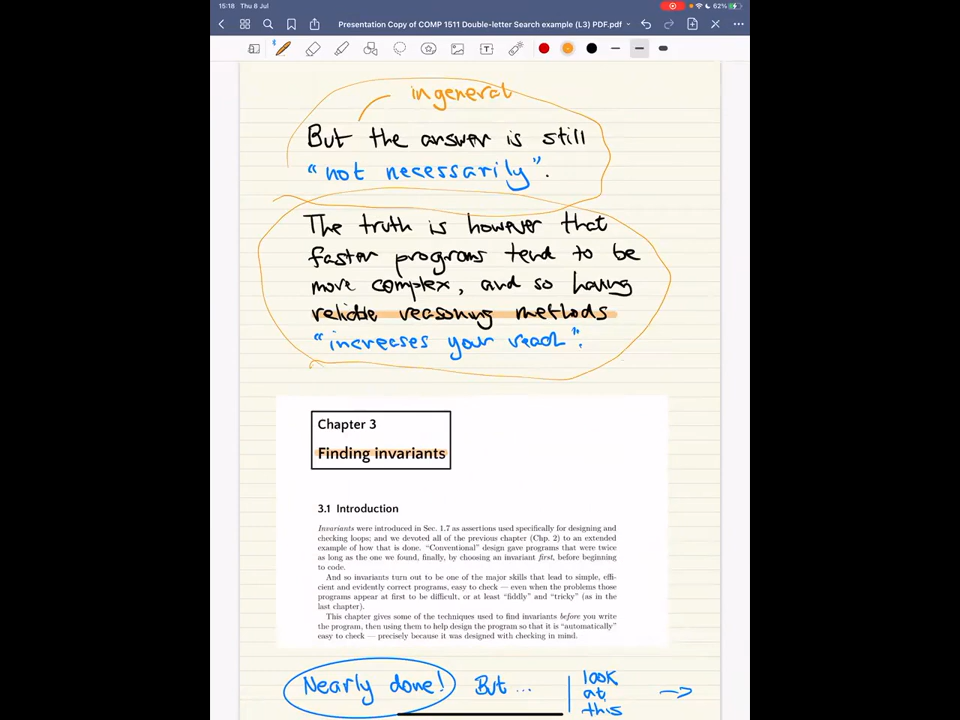 15:18 Thu 8 Jul
62%
Presentation Copy of COMP 1511 Double-letter Search example (L3) PDF.pdf
in general
But the answer is still
"not necessarily".
The truth is however that
faster programs tend to be
more complex, and so having
reliable reasoning methods
"increases your reach".
Chapter 3
Finding invariants
3.1 Introduction
Invariants were introduced in Sec. 1.7 as assertions used specifically for designing and
checking loops; and we devoted all of the previous chapter (Chp. 2) to an extended
example of how that is done. "Conventional" design gave programs that were twice
as long as the one we found, finally, by choosing an invariant first, before beginning
to code.
And so invariants turn out to be one of the major skills that lead to simple, effi-
cient and evidently correct programs, easy to check — even when the problems those
programs appear at first to be difficult, or at least "fiddly" and "tricky" (as in the
last chapter).
This chapter gives some of the techniques used to find invariants before you write
the program, then using them to help design the program so that it is "automatically"
easy to check — precisely because it was designed with checking in mind.
Nearly done! But... look
at
this →